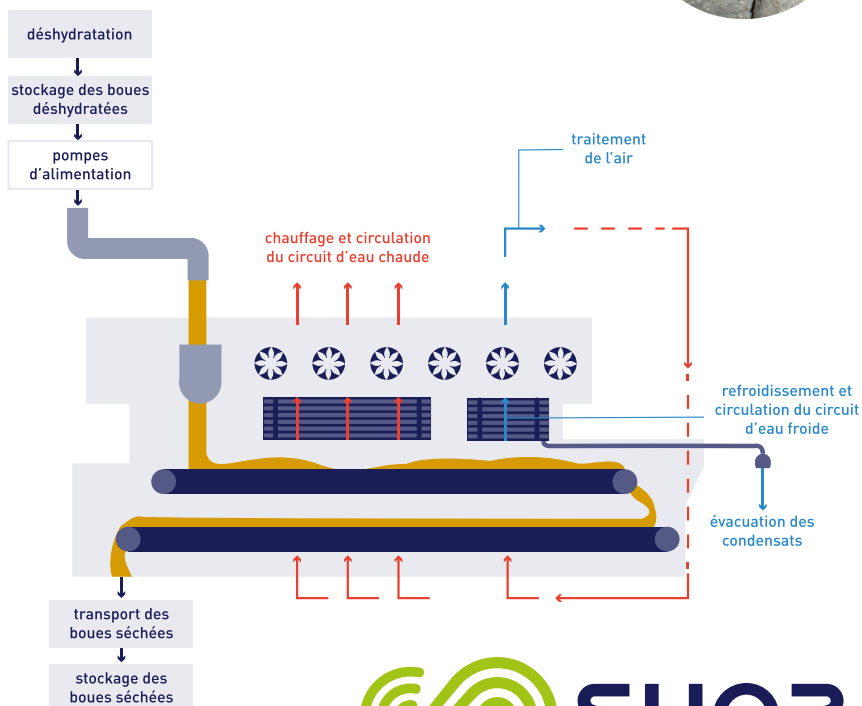 déshydratation
stockage des boues
déshydratées
pompes
d'alimentation
traitement
de l'air
chauffage et circulation
du circuit d'eau chaude
refroidissement et
circulation du circuit
d'eau froide
évacuation des
condensats
transport des
boues séchées
stockage des
boues séchées